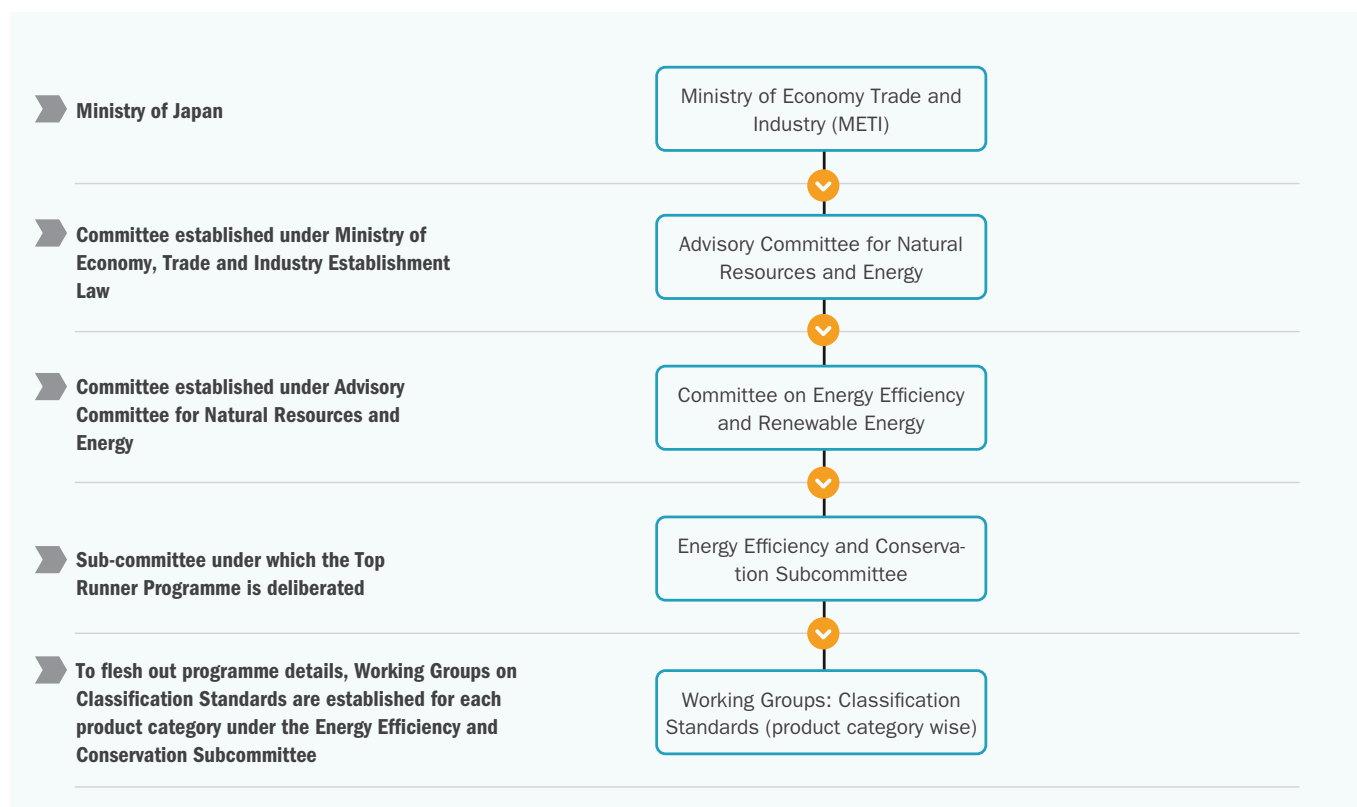 Ministry of Japan
Ministry of Economy Trade and
Industry (METI)
Committee established under Ministry of
Economy, Trade and Industry Establishment
Law
Advisory Committee for Natural
Resources and Energy
Committee established under Advisory
Committee for Natural Resources and
Energy
Committee on Energy Efficiency
and Renewable Energy
Sub-committee under which the Top
Runner Programme is deliberated
Energy Efficiency and Conserva-
tion Subcommittee
To flesh out programme details, Working Groups on
Classification Standards are established for each
product category under the Energy Efficiency and
Conservation Subcommittee
Working Groups: Classification
Standards (product category wise)